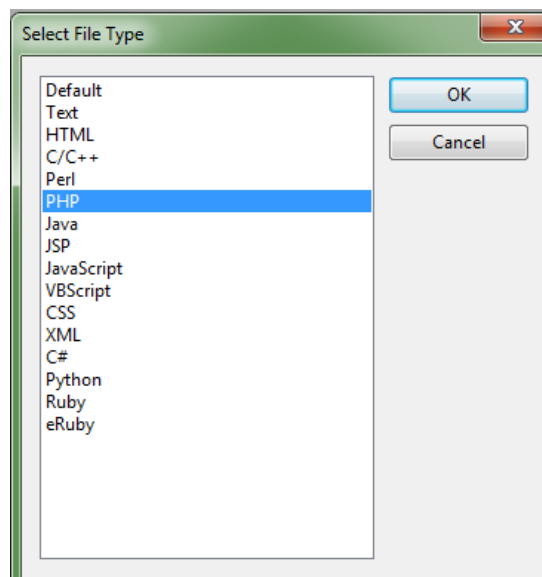 Select File Type
Default
Text
HTML
C/C++
Perl
PHP
Java
JSP
JavaScript
VBScript
CSS
XML
C#
Python
Ruby
eRuby
OK
Cancel